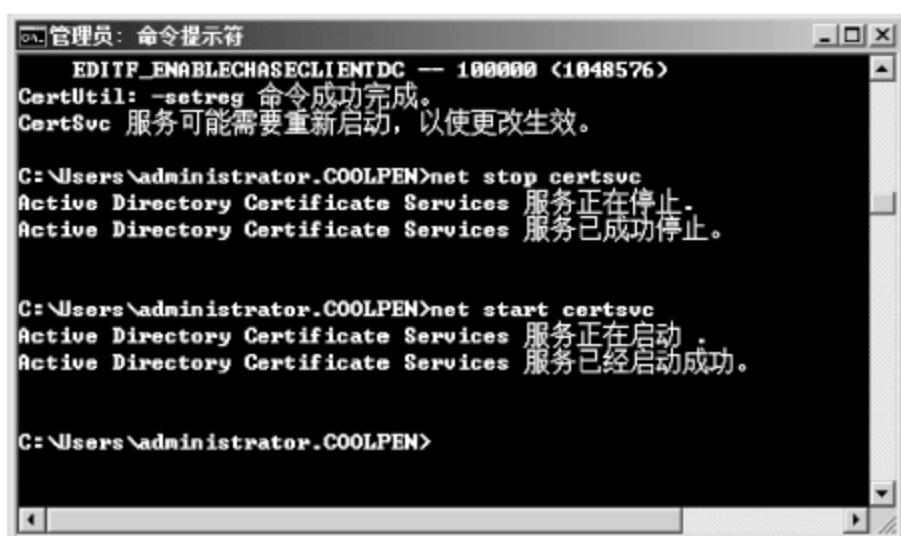 管理员：命令提示符
EDITF_ENABLECHASECLIENTDC -- 100000 (1048576)
CertUtil: -setreg 命令成功完成。
CertSvc 服务可能需要重新启动，以使更改生效。
C:\Users\administrator.COOLPEN>net stop certsvc
Active Directory Certificate Services 服务正在停止.
Active Directory Certificate Services 服务已成功停止。
C:\Users\administrator.COOLPEN>net start certsvc
Active Directory Certificate Services 服务正在启动 .
Active Directory Certificate Services 服务已经启动成功。
C:\Users\administrator.COOLPEN>